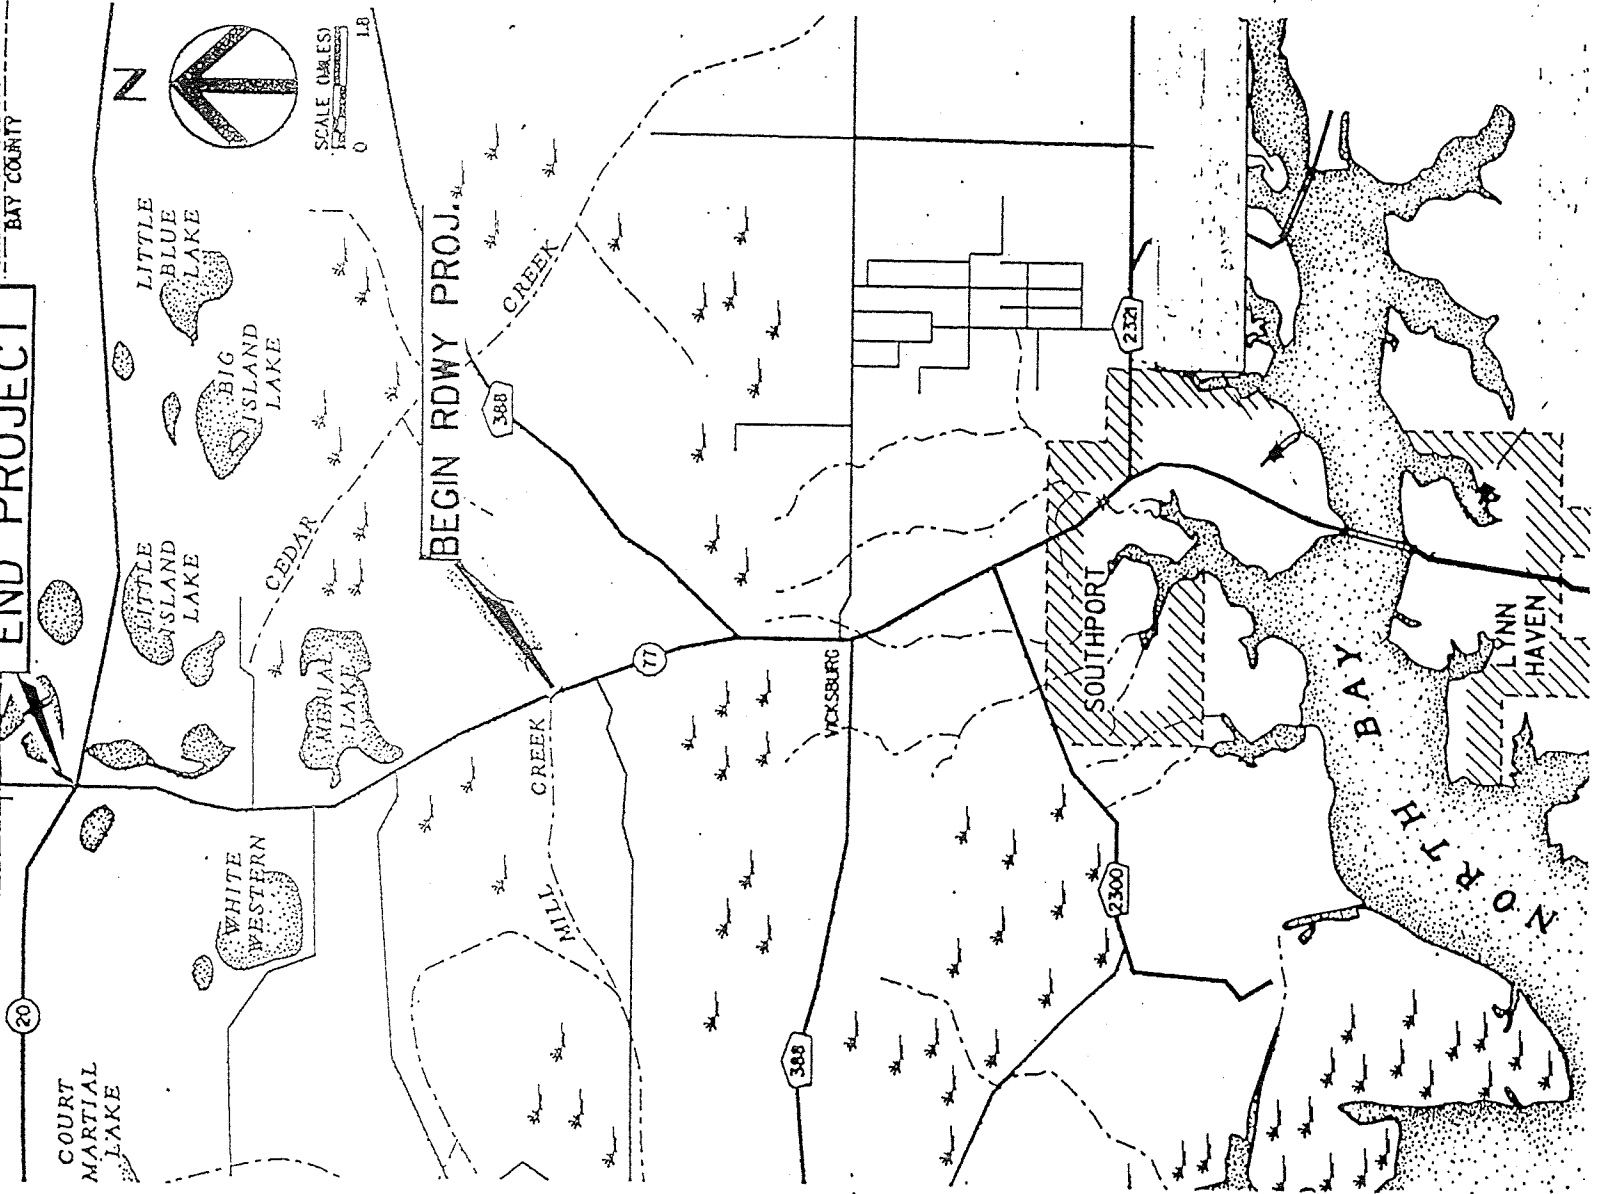 BAY COUNTY
END PROJECT
N
SCALE (MILES)
0 1.8
LITTLE
BLUE
LAKE
BIG
ISLAND
LAKE
LITTLE
ISLAND
LAKE
CEDAR
CREEK
BEGIN RDWY PROJ.
388
MERIAL
LAKE
77
CREEK
MILL
WHITE
WESTERN
20
COURT
MARTIAL
LAKE
VICKSBURG
388
2321
SOUTHPORT
2300
LYNN
HAVEN
NORTH BAY